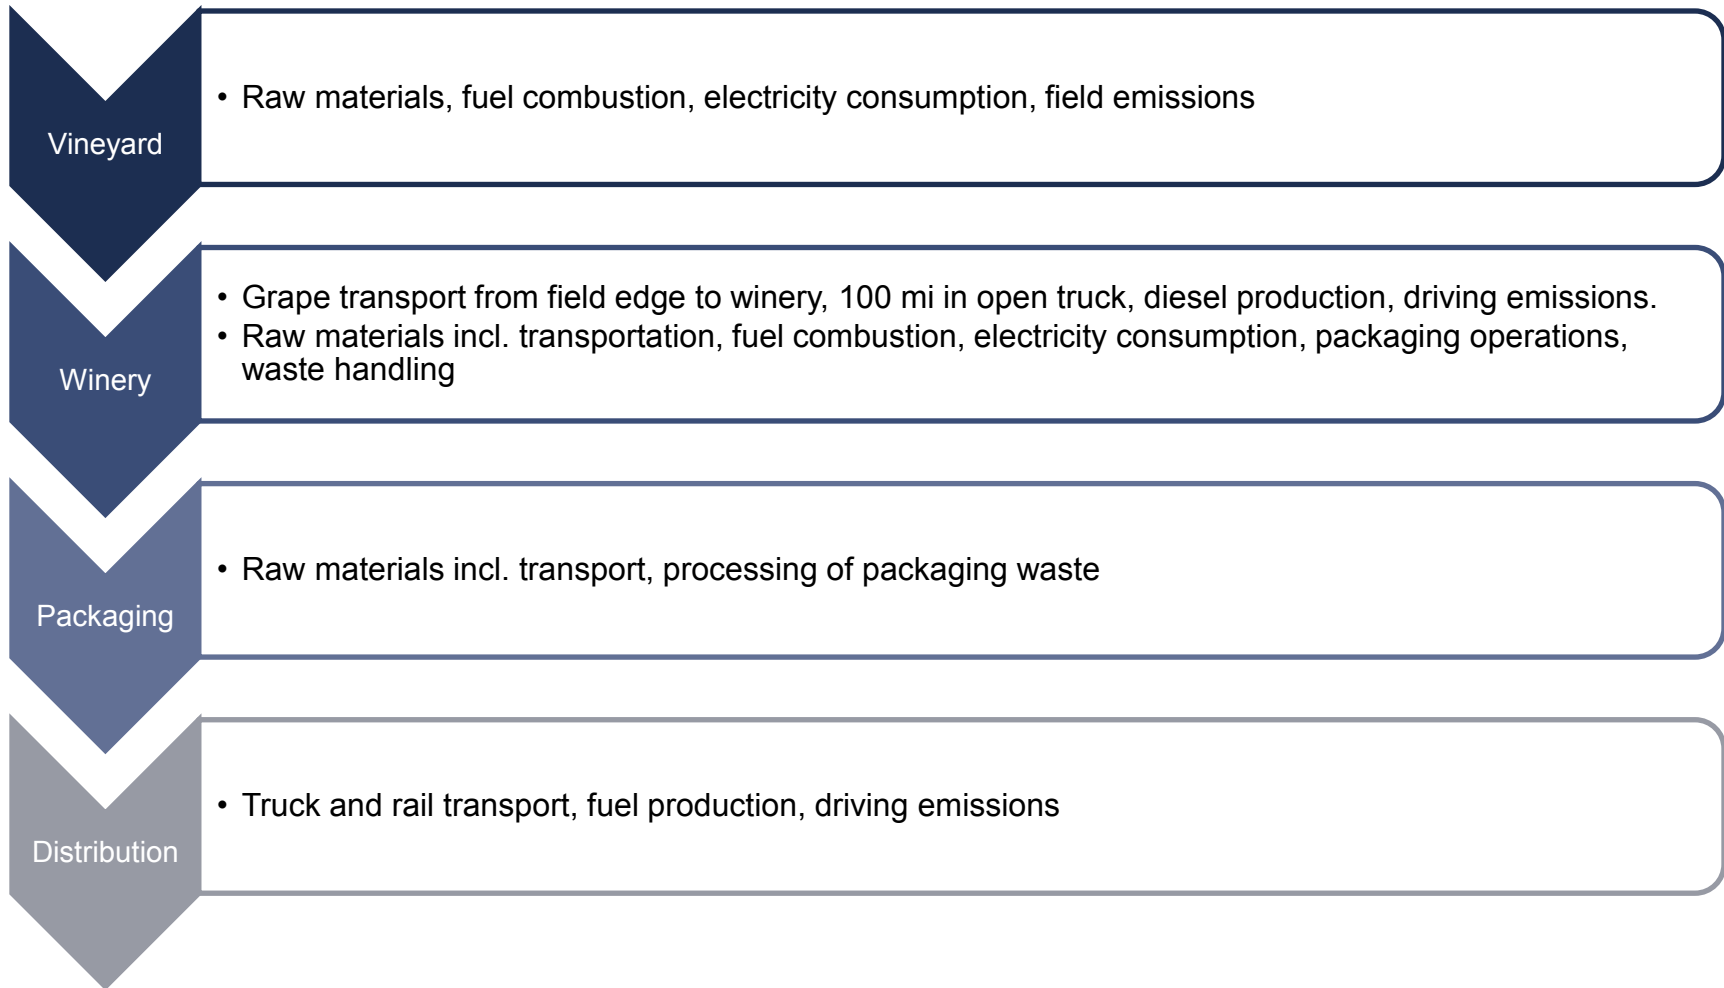 Vineyard
• Raw materials, fuel combustion, electricity consumption, field emissions
Winery
• Grape transport from field edge to winery, 100 mi in open truck, diesel production, driving emissions.
• Raw materials incl. transportation, fuel combustion, electricity consumption, packaging operations,
waste handling
Packaging
• Raw materials incl. transport, processing of packaging waste
Distribution
• Truck and rail transport, fuel production, driving emissions